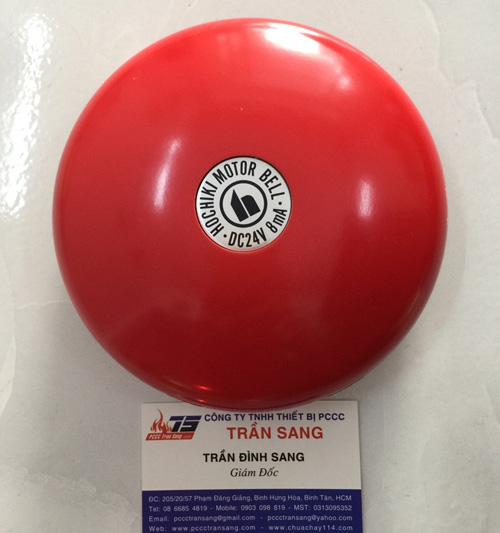 HOCHIKI MOTOR BELL
DC24V 8mA
TS
PCCC Trần Sang
CÔNG TY TNHH THIẾT BỊ PCCC
TRẦN SANG
TRẦN ĐÌNH SANG
Giám Đốc
ĐC: 205/20/57 Phạm Đăng Giảng, Bình Hưng Hòa, Bình Tân, HCM
Tel: 08 6685 4819 - Mobile: 0903 098 819 - MST: 0313095352
Email: pccctransang@gmail.com - pccctransang@yahoo.com
Web: www.pccctransang.com - www.chuachay114.com